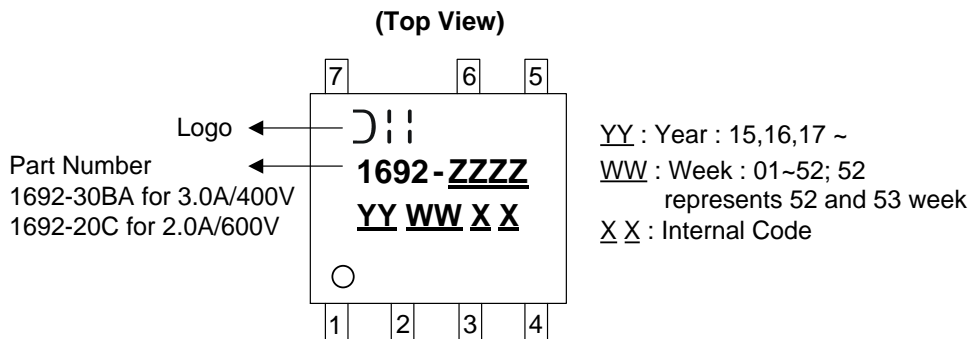 (Top View)
7 6 5
Logo
Part Number
1692-30BA for 3.0A/400V
1692-20C for 2.0A/600V
1692-ZZZZ
YY WW X X
YY : Year : 15,16,17 ~
WW : Week : 01~52; 52
represents 52 and 53 week
X X : Internal Code
1 2 3 4